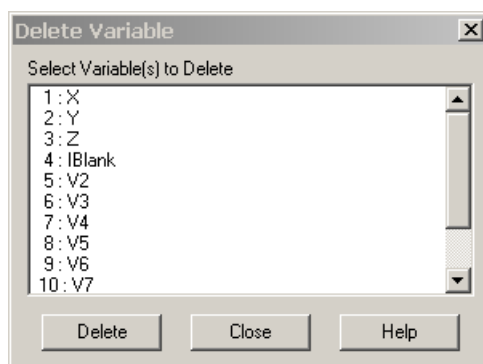 Delete Variable
Select Variable(s) to Delete
1 : X
2 : Y
3 : Z
4 : IBlank
5 : V2
6 : V3
7 : V4
8 : V5
9 : V6
10 : V7
Delete Close Help